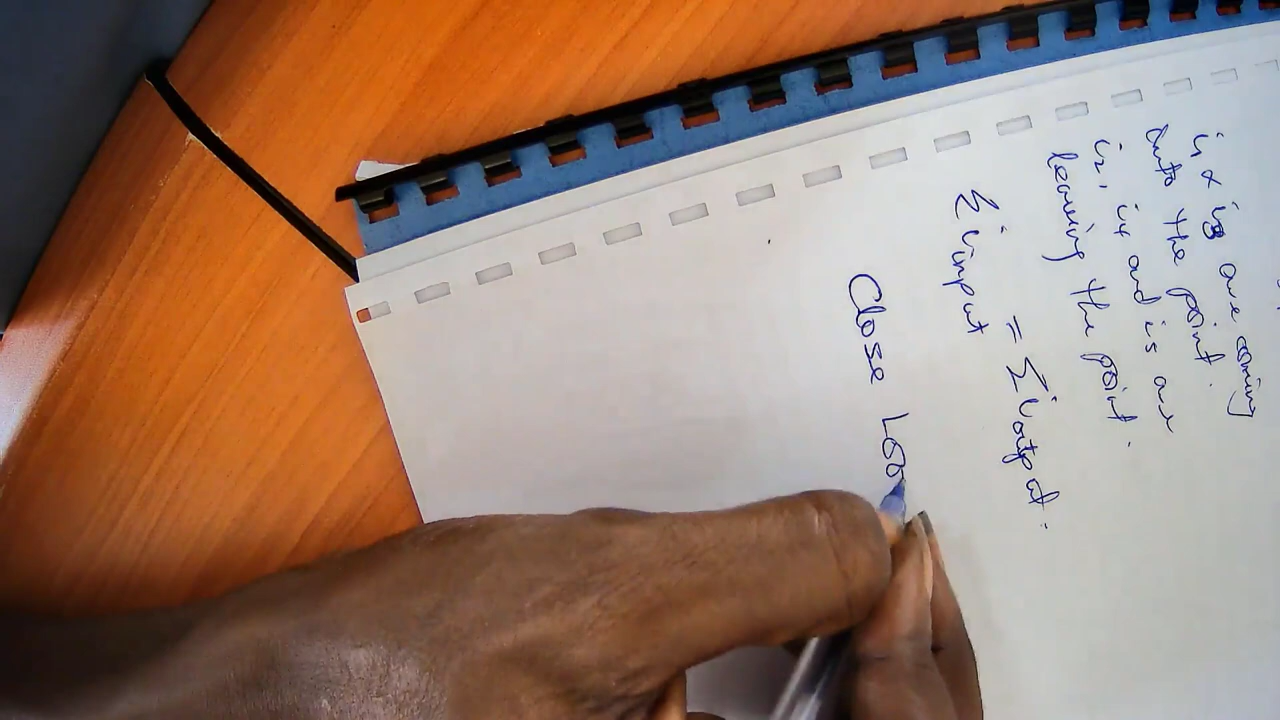 i1 & i3 are coming
into the point.
i2, i4 and i5 are
leaving the point.
Σ i input = Σ i output.
Close Loo